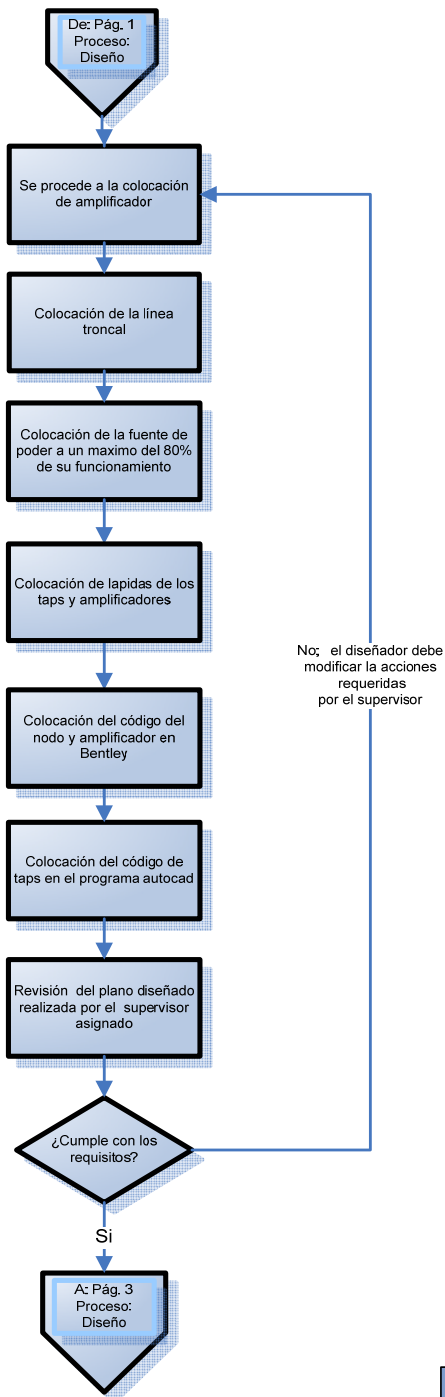 De: Pág. 1
Proceso:
Diseño
Se procede a la colocación
de amplificador
Colocación de la línea
troncal
Colocación de la fuente de
poder a un maximo del 80%
de su funcionamiento
Colocación de lapidas de los
taps y amplificadores
No; el diseñador debe
modificar la acciones
requeridas
por el supervisor
Colocación del código del
nodo y amplificador en
Bentley
Colocación del código de
taps en el programa autocad
Revisión del plano diseñado
realizada por el supervisor
asignado
¿Cumple con los
requisitos?
Si
A: Pág. 3
Proceso:
Diseño